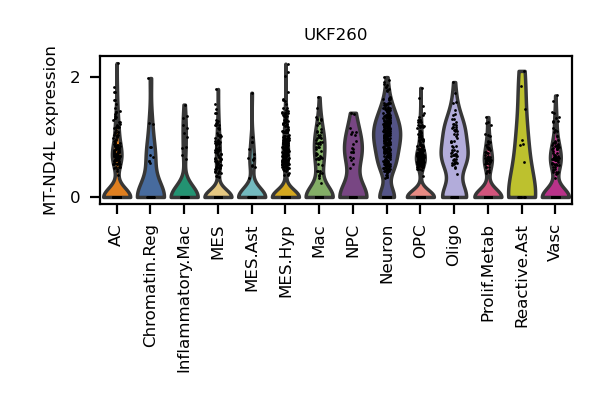 UKF260
MT-ND4L expression
2
0
AC
Chromatin.Reg
Inflammatory.Mac
MES
MES.Ast
MES.Hyp
Mac
NPC
Neuron
OPC
Oligo
Prolif.Metab
Reactive.Ast
Vasc